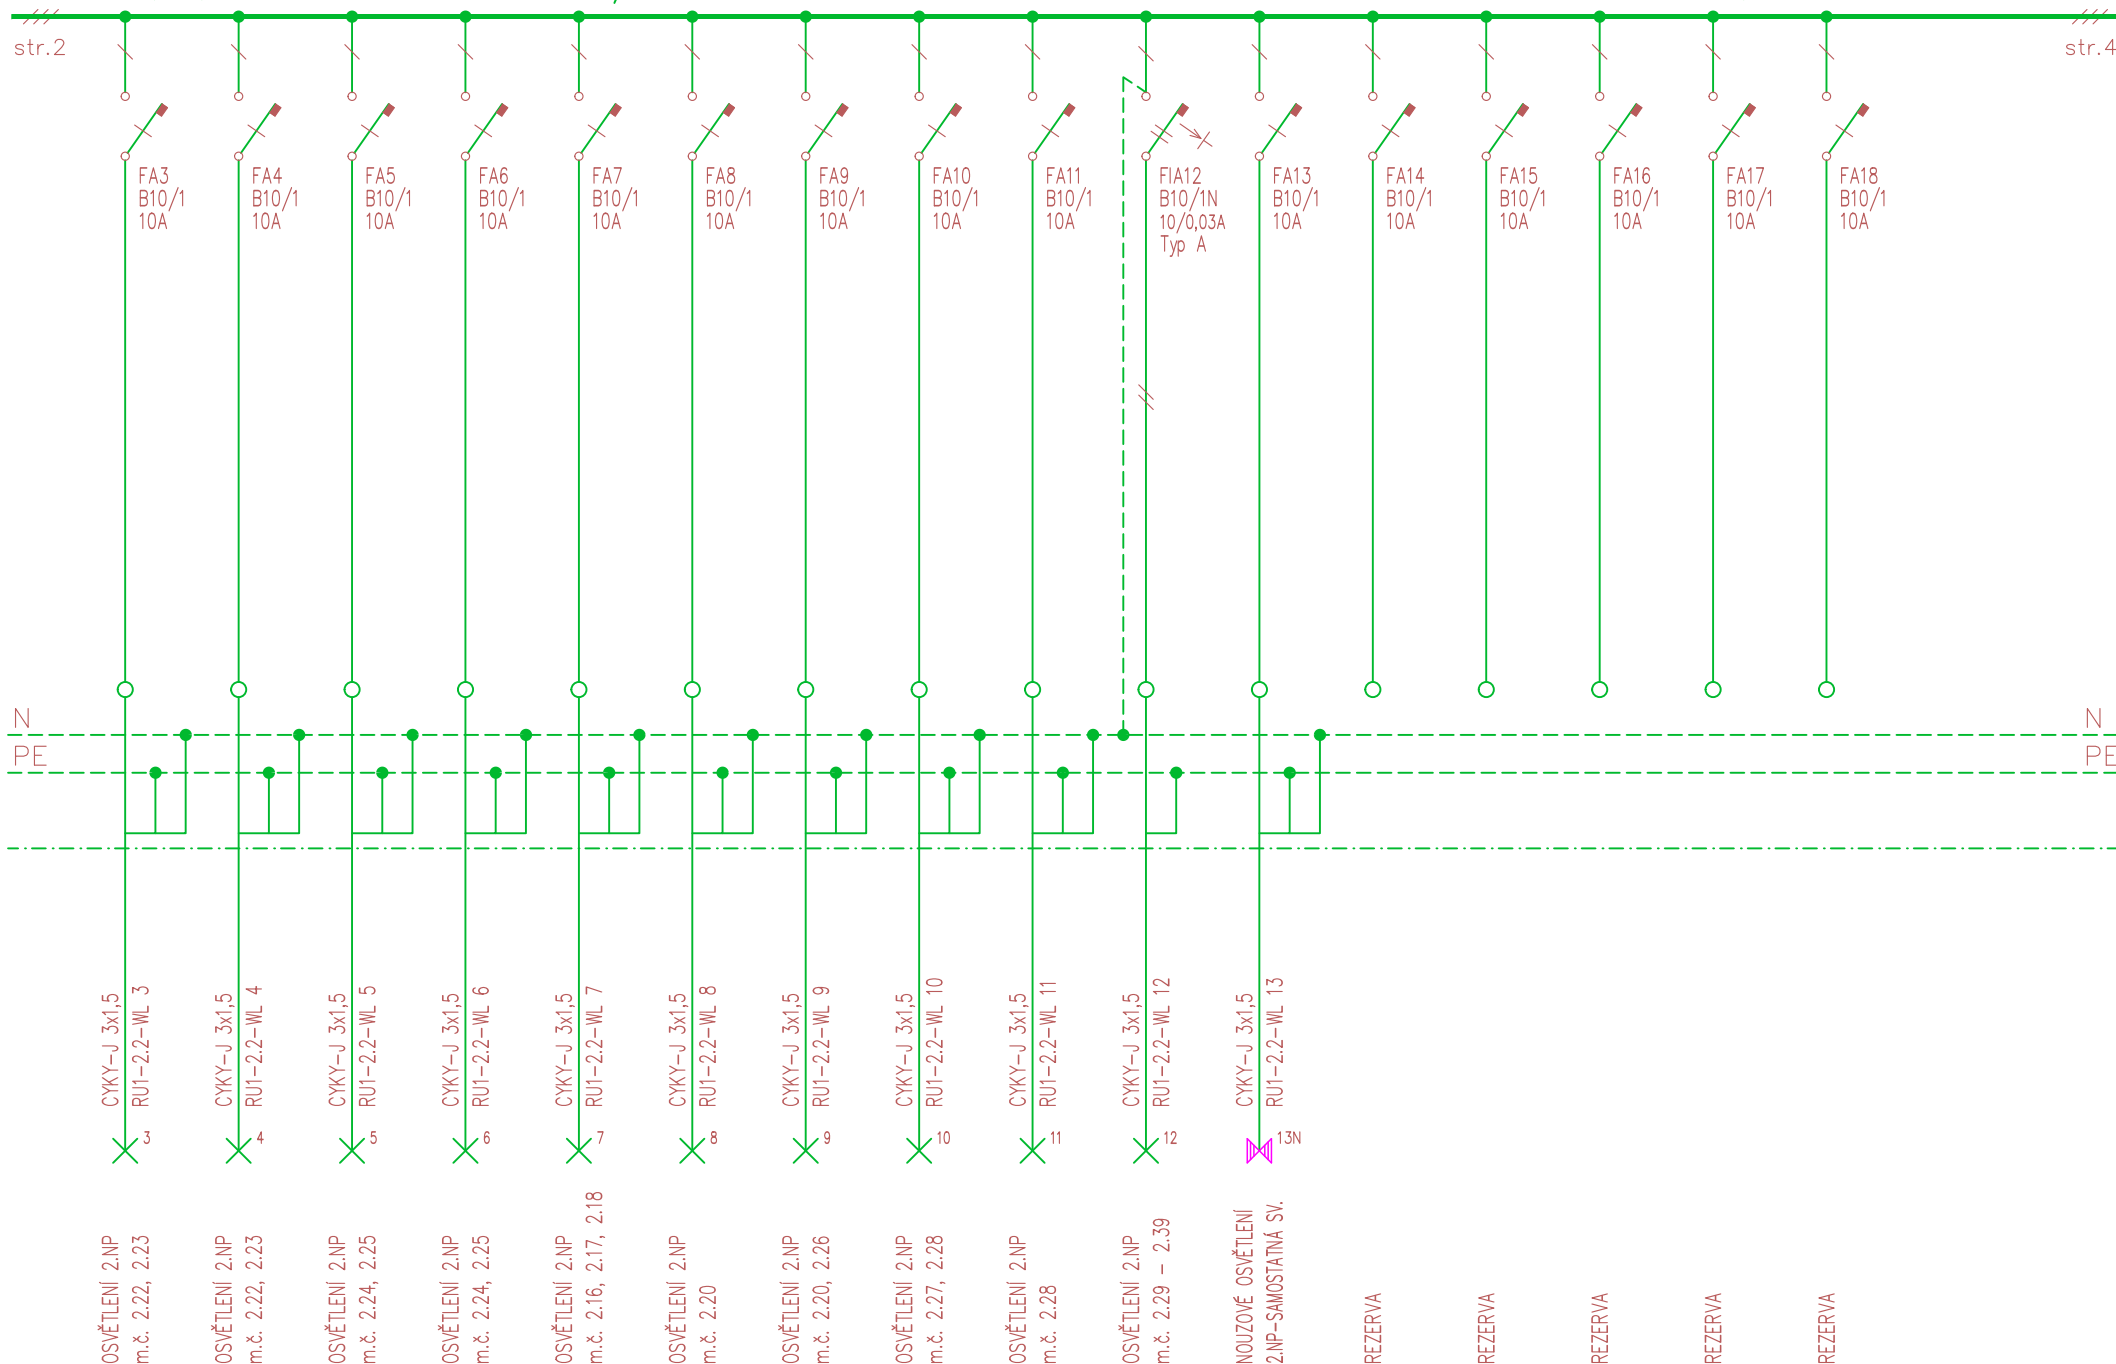 str.2
str.4
FA3
B10/1
10A
FA4
B10/1
10A
FA5
B10/1
10A
FA6
B10/1
10A
FA7
B10/1
10A
FA8
B10/1
10A
FA9
B10/1
10A
FA10
B10/1
10A
FA11
B10/1
10A
FIA12
B10/1N
10/0,03A
Typ A
FA13
B10/1
10A
FA14
B10/1
10A
FA15
B10/1
10A
FA16
B10/1
10A
FA17
B10/1
10A
FA18
B10/1
10A
N
N
PE
PE
CYKY-J 3x1,5
RU1-2.2-WL 3
CYKY-J 3x1,5
RU1-2.2-WL 4
CYKY-J 3x1,5
RU1-2.2-WL 5
CYKY-J 3x1,5
RU1-2.2-WL 6
CYKY-J 3x1,5
RU1-2.2-WL 7
CYKY-J 3x1,5
RU1-2.2-WL 8
CYKY-J 3x1,5
RU1-2.2-WL 9
CYKY-J 3x1,5
RU1-2.2-WL 10
CYKY-J 3x1,5
RU1-2.2-WL 11
CYKY-J 3x1,5
RU1-2.2-WL 12
CYKY-J 3x1,5
RU1-2.2-WL 13
3
4
5
6
7
8
9
10
11
12
13N
OSVĚTLENÍ 2.NP
m.č. 2.22, 2.23
OSVĚTLENÍ 2.NP
m.č. 2.22, 2.23
OSVĚTLENÍ 2.NP
m.č. 2.24, 2.25
OSVĚTLENÍ 2.NP
m.č. 2.24, 2.25
OSVĚTLENÍ 2.NP
m.č. 2.16, 2.17, 2.18
OSVĚTLENÍ 2.NP
m.č. 2.20
OSVĚTLENÍ 2.NP
m.č. 2.20, 2.26
OSVĚTLENÍ 2.NP
m.č. 2.27, 2.28
OSVĚTLENÍ 2.NP
m.č. 2.28
OSVĚTLENÍ 2.NP
m.č. 2.29 - 2.39
NOUZOVÉ OSVĚTLENÍ
2.NP-SAMOSTATNÁ SV.
REZERVA
REZERVA
REZERVA
REZERVA
REZERVA